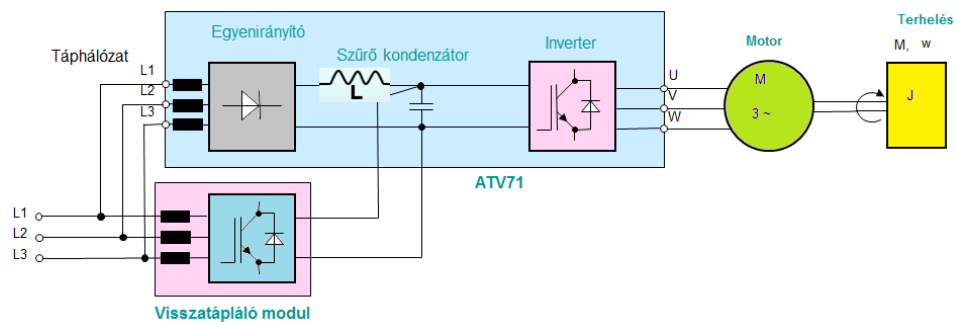 Egyenirányító
Terhelés
Táphálózat
Szűrő kondenzátor
Inverter
Motor
M, w
L1
L2
L3
L
U
V
W
M
3 ~
J
ATV71
L1
L2
L3
Visszatápláló modul